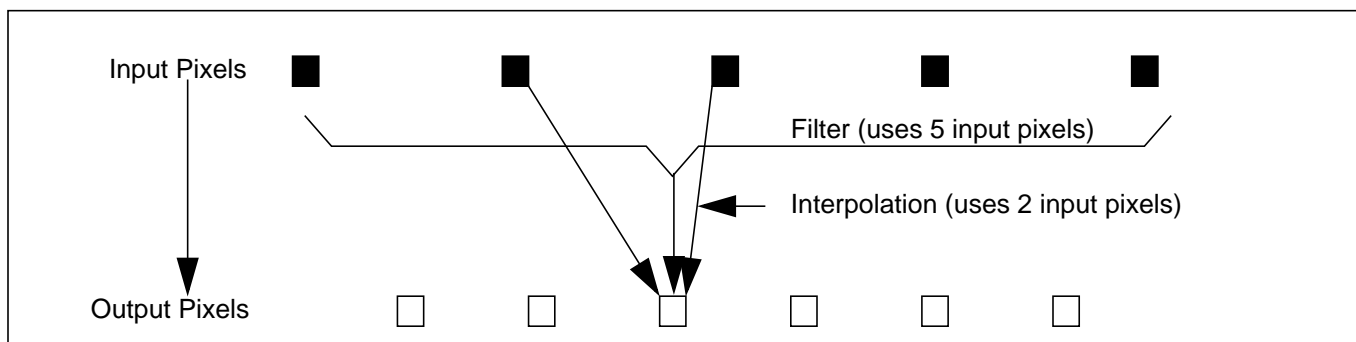 Input Pixels
Filter (uses 5 input pixels)
Interpolation (uses 2 input pixels)
Output Pixels